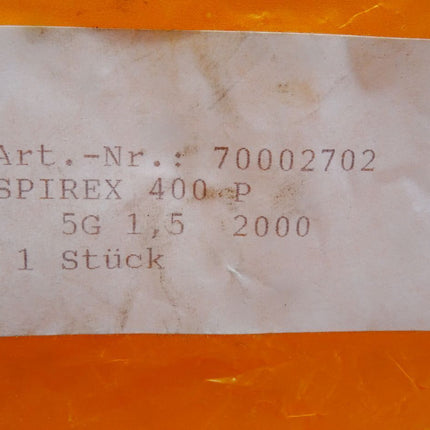 Art.-Nr.: 70002702
SPIREX 400 P
5G 1,5 2000
1 Stück